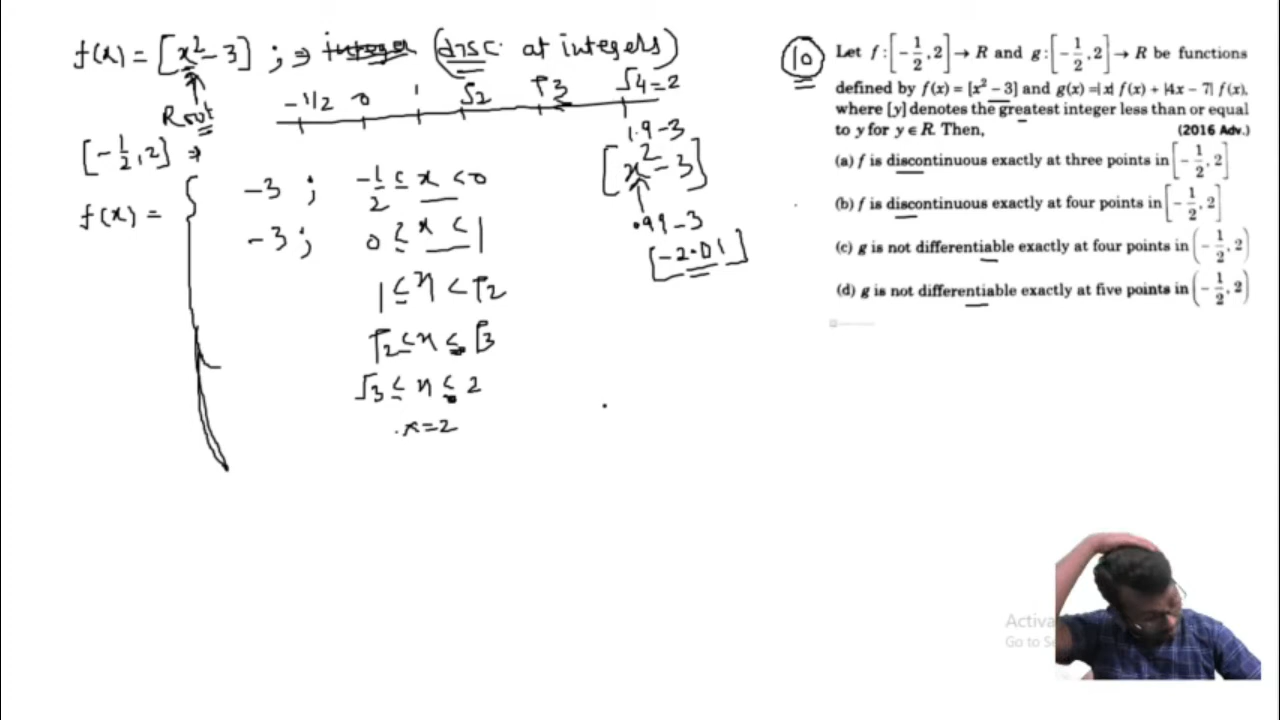 f(x) = [x² − 3] ; ⇒ integer (disc. at integers)
Root
−1/2 0 1 √2 √3 √4=2
[−1/2, 2] ⇒
f(x) =
−3 ; −1/2 ≤ x < 0
−3 ; 0 ≤ x < 1
1 ≤ x < √2
√2 ≤ x ≤ √3
√3 ≤ x ≤ 2
x=2
1.9−3
[x² − 3]
.99−3
[−2.01]
10 Let f : [−1/2, 2] → R and g : [−1/2, 2] → R be functions
defined by f(x) = [x² − 3] and g(x) =|x| f(x) + |4x − 7| f(x),
where [y] denotes the greatest integer less than or equal
to y for y ∈ R. Then, (2016 Adv.)
(a) f is discontinuous exactly at three points in [−1/2, 2]
(b) f is discontinuous exactly at four points in [−1/2, 2]
(c) g is not differentiable exactly at four points in (−1/2, 2)
(d) g is not differentiable exactly at five points in (−1/2, 2)
Activa
Go to Se